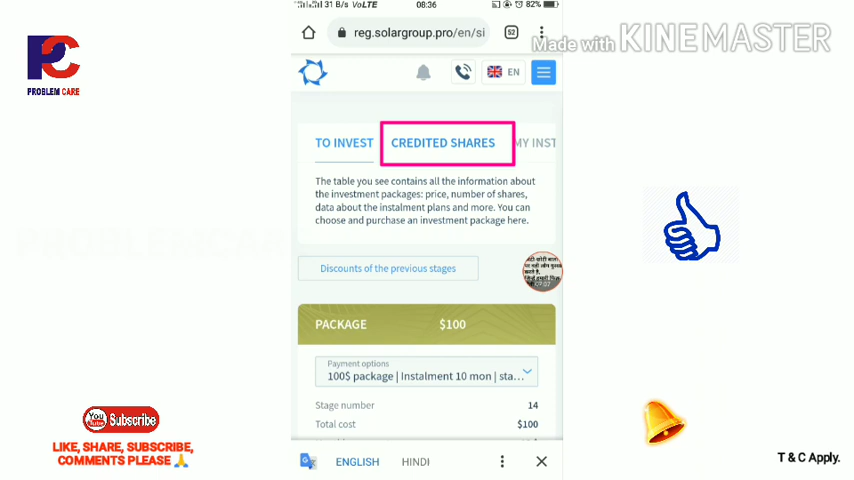 31 B/s VoLTE 08:36 82%
reg.solargroup.pro/en/si 52
Made with KINEMASTER
PC
PROBLEM CARE
EN
TO INVEST CREDITED SHARES MY INST
The table you see contains all the information about
the investment packages: price, number of shares,
data about the instalment plans and more. You can
choose and purchase an investment package here.
Discounts of the previous stages
07:07
PACKAGE $100
Payment options
100$ package | Instalment 10 mon | sta...
Stage number 14
Total cost $100
You Tube Subscribe
LIKE, SHARE, SUBSCRIBE,
COMMENTS PLEASE 🙏
ENGLISH HINDI
T & C Apply.